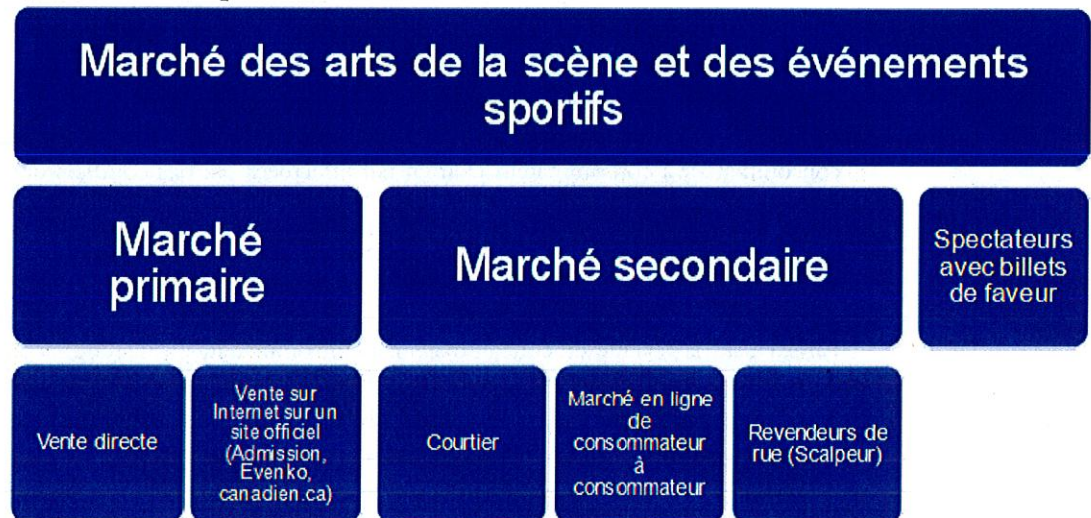 Marché des arts de la scène et des événements
sportifs
Marché
primaire
Marché secondaire
Spectateurs
avec billets
de faveur
Vente directe
Vente sur
Internet sur un
site officiel
(Admission,
Evenko,
canadien.ca)
Courtier
Marché en ligne
de
consommateur
à
consommateur
Revendeurs de
rue (Scalpeur)